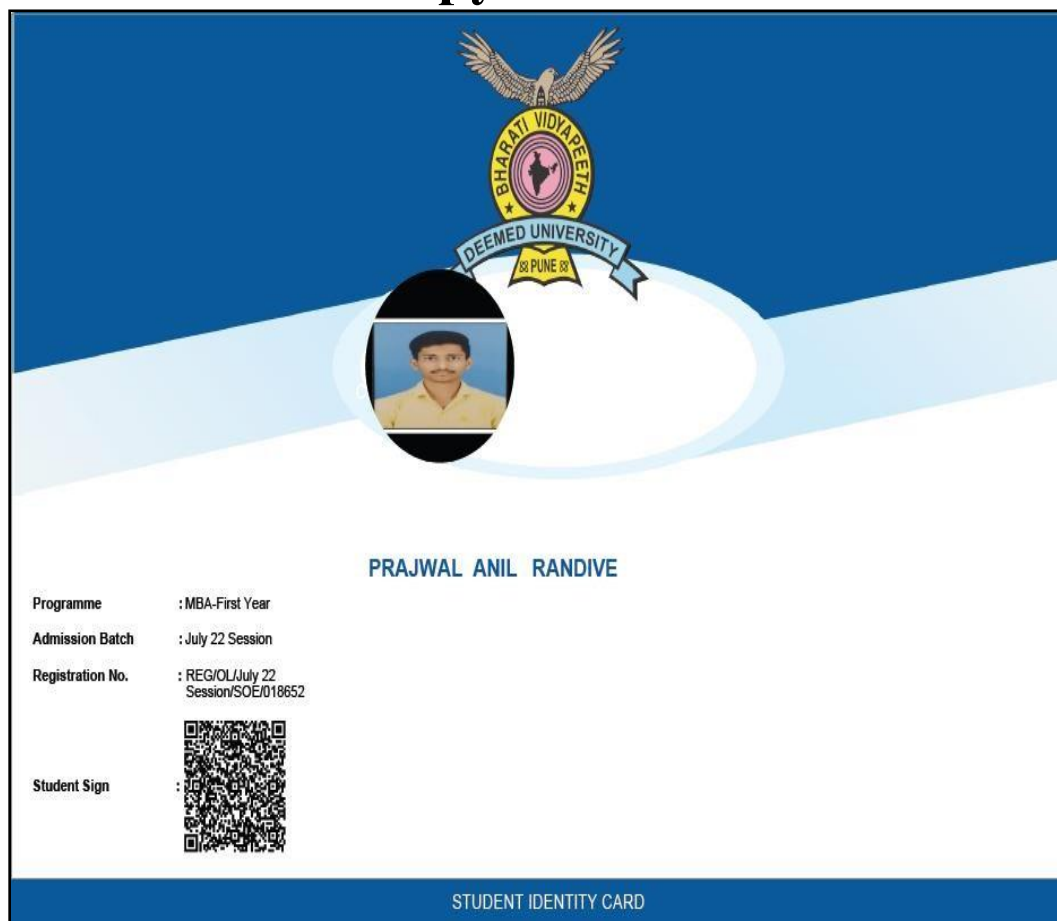 BHARATI VIDYAPEETH
DEEMED UNIVERSITY
PUNE
PRAJWAL ANIL RANDIVE
Programme : MBA-First Year
Admission Batch : July 22 Session
Registration No. : REG/OL/July 22
Session/SOE/018652
Student Sign :
STUDENT IDENTITY CARD